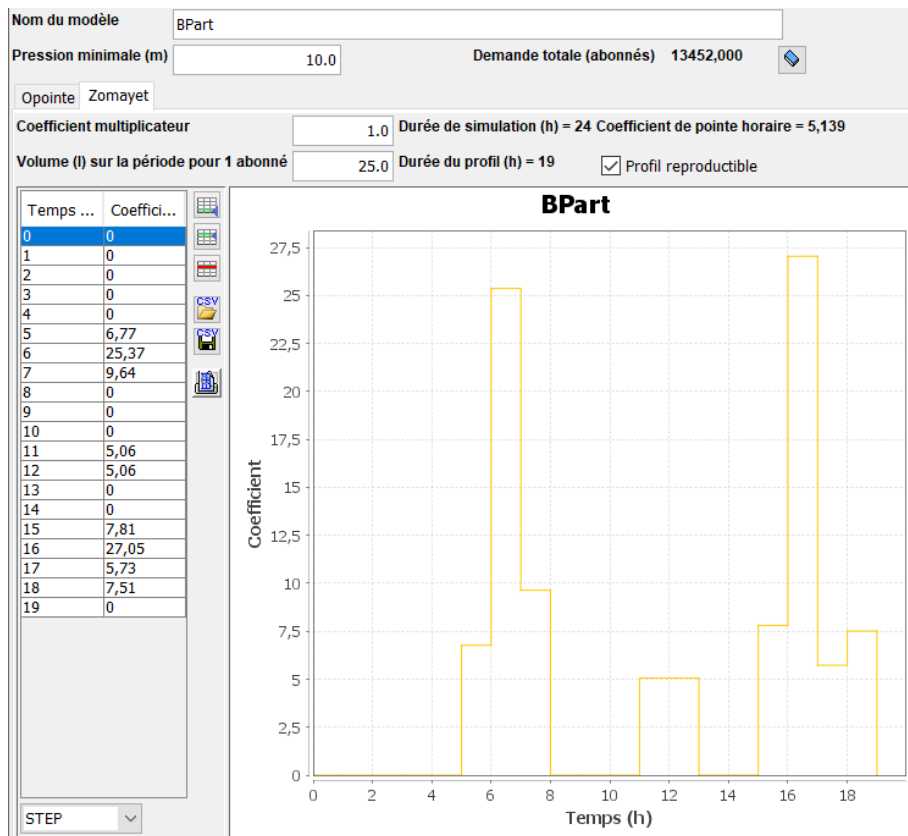 Nom du modèle BPart
Pression minimale (m) 10.0 Demande totale (abonnés) 13452,000
Opointe Zomayet
Coefficient multiplicateur 1.0 Durée de simulation (h) = 24 Coefficient de pointe horaire = 5,139
Volume (l) sur la période pour 1 abonné 25.0 Durée du profil (h) = 19 Profil reproductible
Temps ... Coeffici...
0 0
1 0
2 0
3 0
4 0
5 6,77
6 25,37
7 9,64
8 0
9 0
10 0
11 5,06
12 5,06
13 0
14 0
15 7,81
16 27,05
17 5,73
18 7,51
19 0
STEP
CSV
CSV
BPart
Coefficient
27,5
25
22,5
20
17,5
15
12,5
10
7,5
5
2,5
0
0 2 4 6 8 10 12 14 16 18
Temps (h)